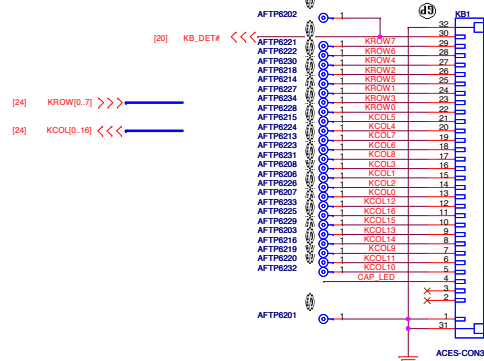 GP
AFTP6202 1 KB1
32
[20] KB_DET# 30
AFTP6221 1 KROW7 29
AFTP6222 1 KROW6 28
AFTP6230 1 KROW4 27
AFTP6218 1 KROW2 26
AFTP6214 1 KROW5 25
AFTP6227 1 KROW1 24
[24] KROW[0..7] AFTP6223 1 KROW3 23
AFTP6228 1 KROW0 22
AFTP6215 1 KCOL5 21
[24] KCOL[0..16] AFTP6224 1 KCOL4 20
AFTP6213 1 KCOL7 19
AFTP6223 1 KCOL6 18
AFTP6231 1 KCOL8 17
AFTP6208 1 KCOL3 16
AFTP6206 1 KCOL1 15
AFTP6226 1 KCOL2 14
AFTP6207 1 KCOL0 13
AFTP6233 1 KCOL12 12
AFTP6225 1 KCOL16 11
AFTP6229 1 KCOL15 10
AFTP6203 1 KCOL13 9
AFTP6216 1 KCOL14 8
AFTP6219 1 KCOL9 7
AFTP6220 1 KCOL11 6
AFTP6232 1 KCOL10 5
CAP_LED 4
3
2
AFTP6201 1 1
31
ACES-CON3